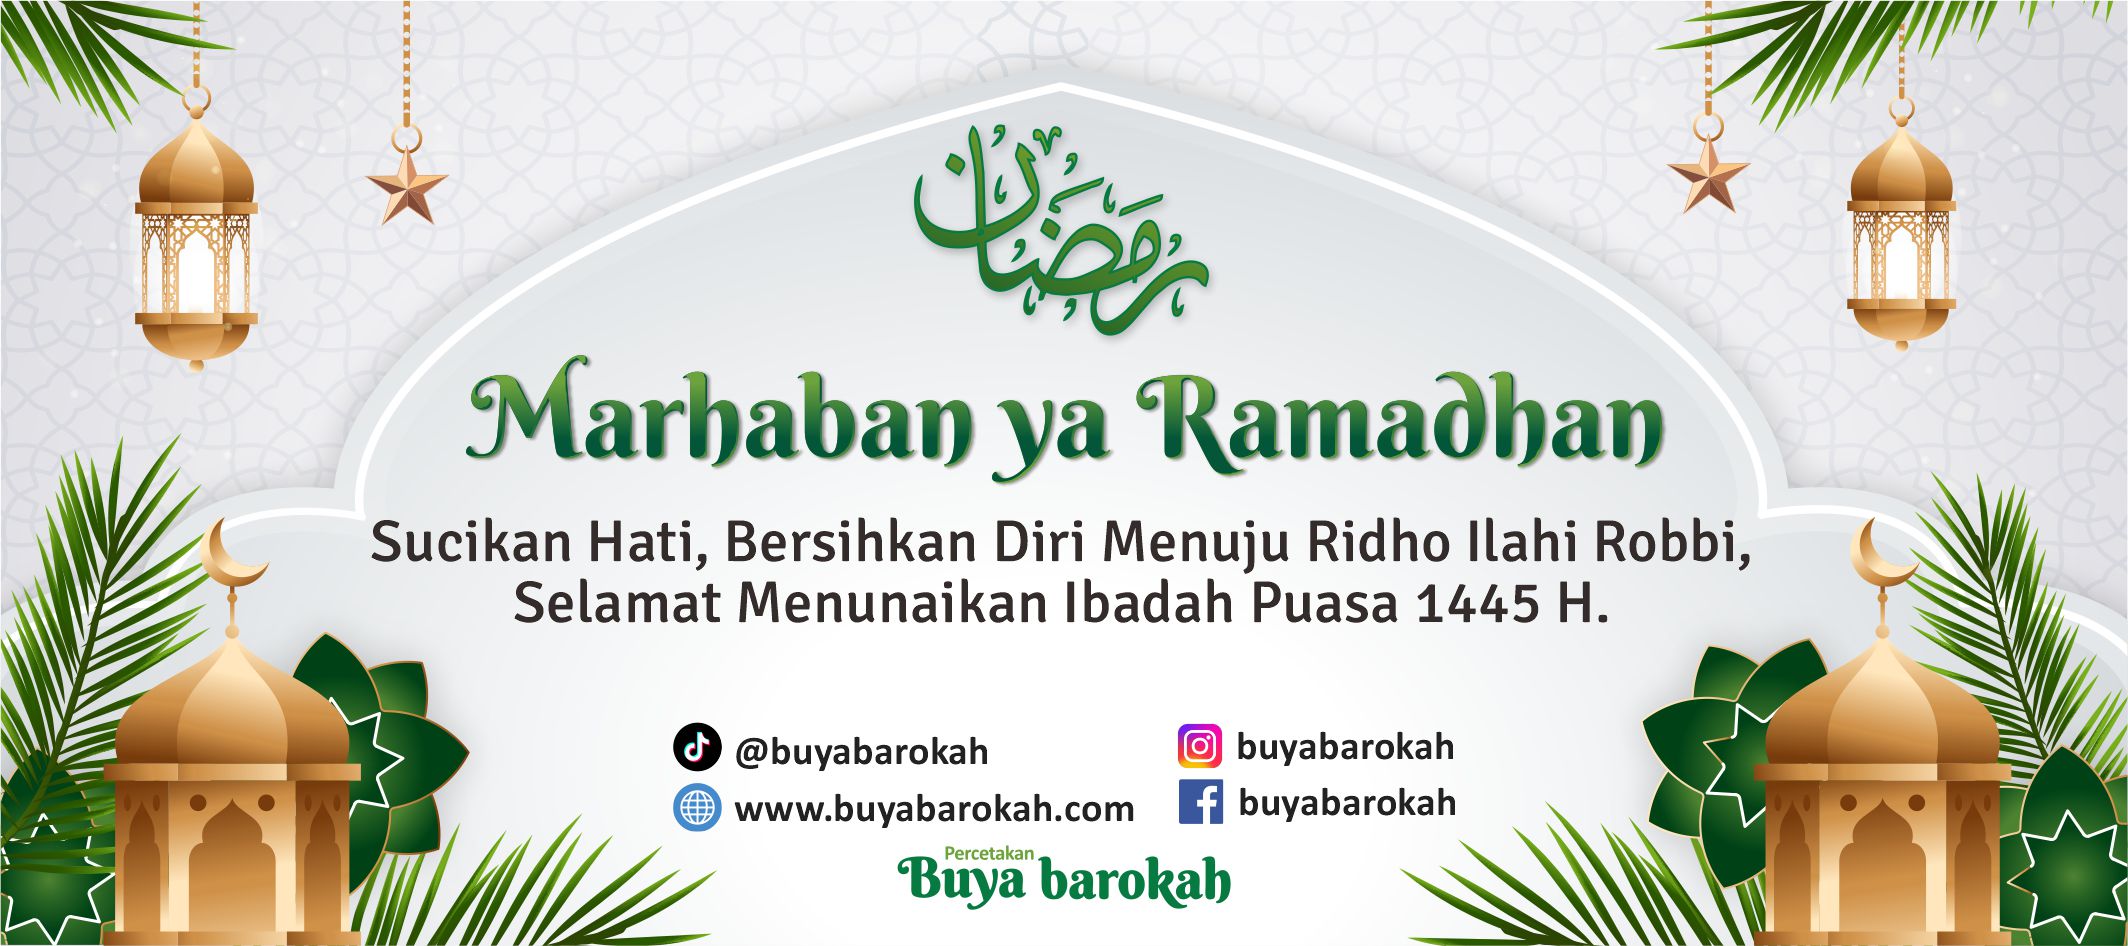 رمضان
Marhaban ya Ramadhan
Sucikan Hati, Bersihkan Diri Menuju Ridho Ilahi Robbi,
Selamat Menunaikan Ibadah Puasa 1445 H.
@buyabarokah
buyabarokah
www.buyabarokah.com
buyabarokah
Percetakan
Buya barokah